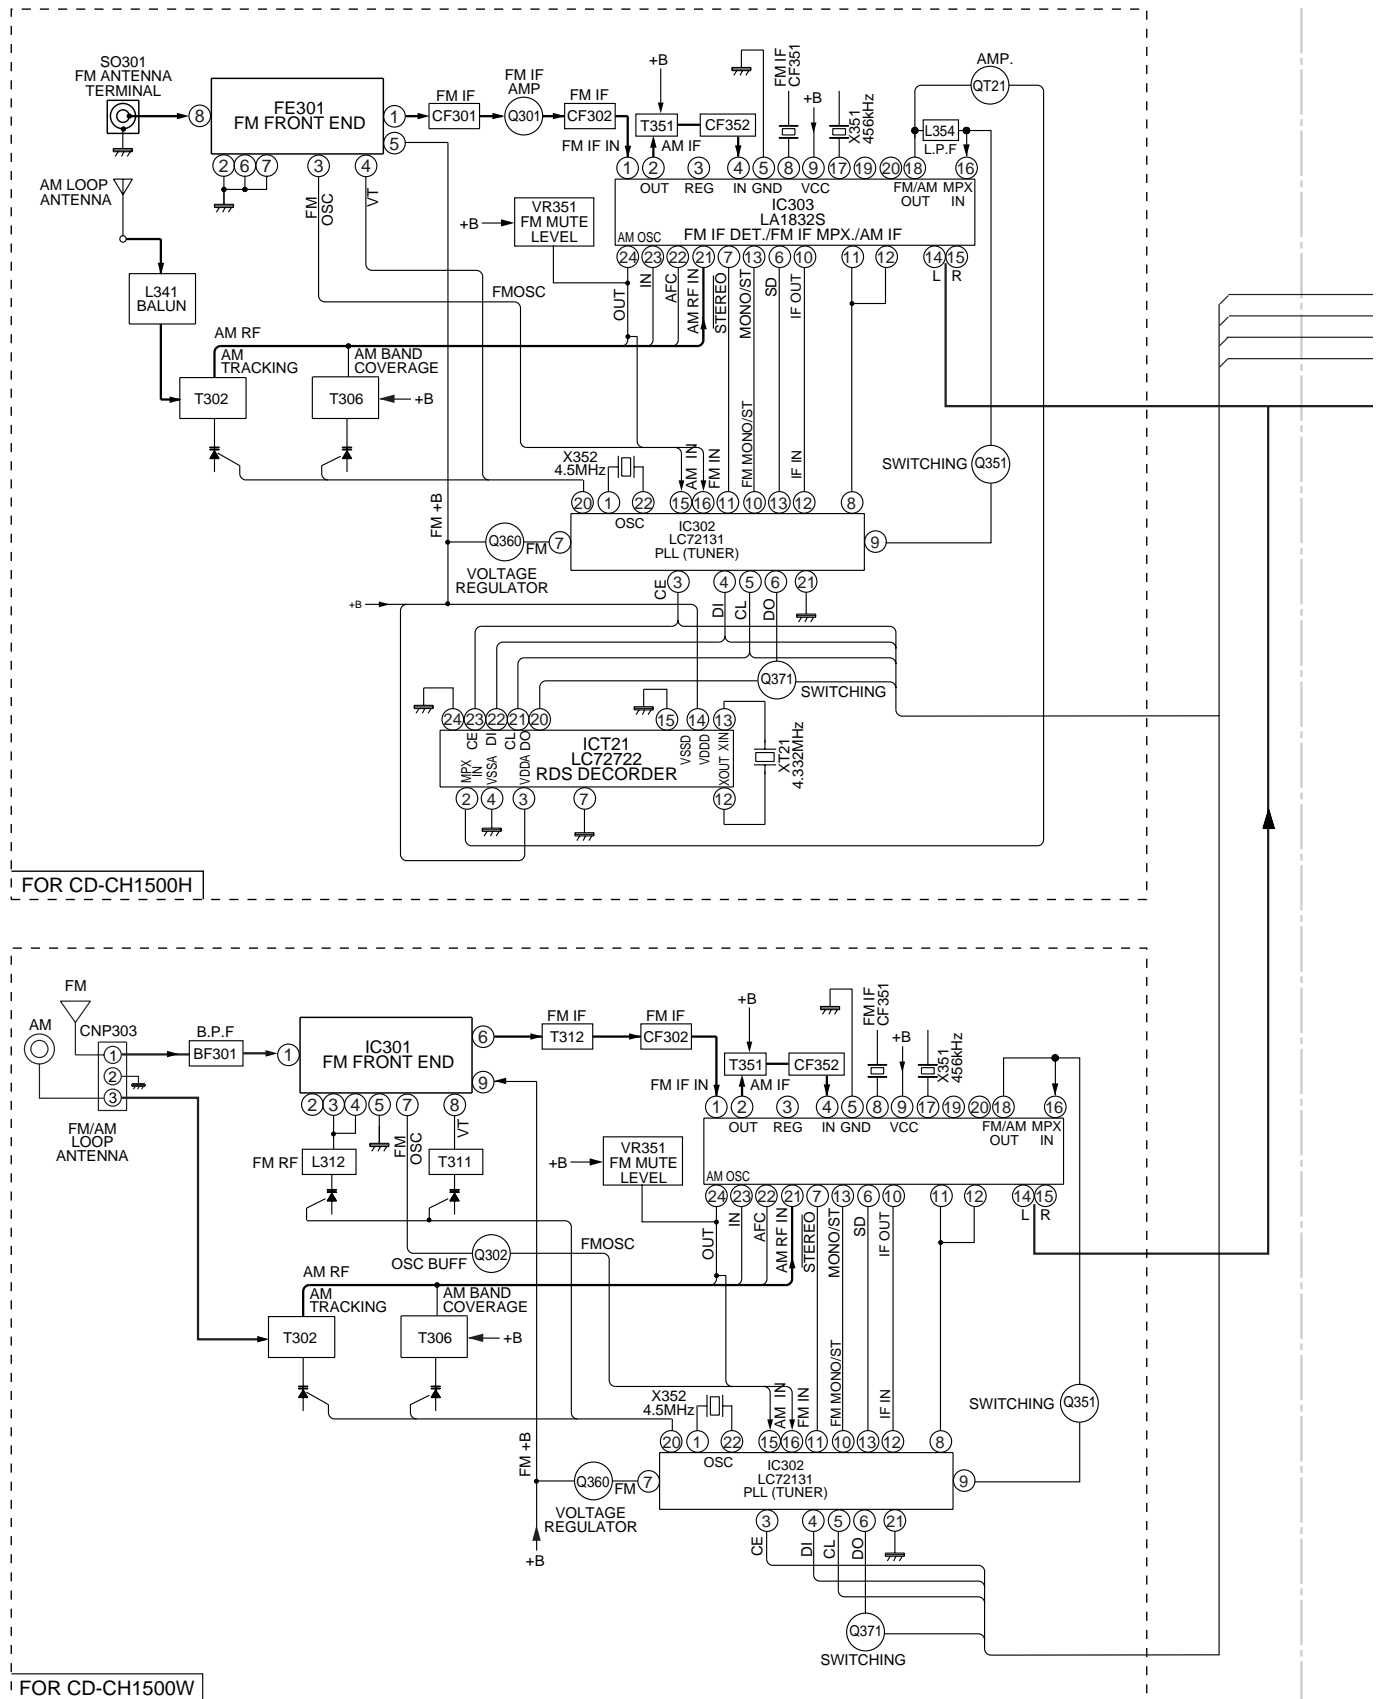 SO301
FM ANTENNA
TERMINAL
8
FE301
FM FRONT END
1
5
2
6
7
3
4
FM
OSC
VT
FM IF
CF301
FM IF
AMP
Q301
FM IF
CF302
FM IF IN
+B
T351
AM IF
CF352
FM IF
CF351
+B
X351
456kHz
AMP.
QT21
L354
L.P.F
1
2
3
4
5
8
9
17
19
20
18
16
OUT
REG
IN
GND
VCC
FM/AM
OUT
MPX
IN
IC303
LA1832S
FM IF DET./FM IF MPX./AM IF
AM OSC
24
23
22
21
7
13
6
10
11
12
14
15
L
R
OUT
IN
AFC
AM RF IN
STEREO
MONO/ST
SD
IF OUT
+B
VR351
FM MUTE
LEVEL
AM LOOP
ANTENNA
L341
BALUN
FMOSC
AM RF
AM
TRACKING
T302
AM BAND
COVERAGE
T306
+B
X352
4.5MHz
AM IN
FM IN
FM MONO/ST
IF IN
SWITCHING
Q351
20
1
22
15
16
11
10
13
12
8
OSC
IC302
LC72131
PLL (TUNER)
FM +B
Q360
FM
7
9
VOLTAGE
REGULATOR
3
4
5
6
21
CE
DI
CL
DO
+B
Q371
SWITCHING
24
23
22
21
20
15
14
13
CE
DI
CL
DO
VSSD
VDDD
XIN
ICT21
LC72722
RDS DECORDER
MPX
IN
VSSA
VDDA
XOUT
2
4
3
7
12
XT21
4.332MHz
FOR CD-CH1500H
FM
AM
CNP303
1
2
3
FM/AM
LOOP
ANTENNA
B.P.F
BF301
1
IC301
FM FRONT END
6
9
2
3
4
5
7
8
FM
OSC
VT
FM RF
L312
T311
FM IF
T312
FM IF
CF302
FM IF IN
+B
T351
AM IF
CF352
FM IF
CF351
+B
X351
456kHz
1
2
3
4
5
8
9
17
19
20
18
16
OUT
REG
IN
GND
VCC
FM/AM
OUT
MPX
IN
AM OSC
24
23
22
21
7
13
6
10
11
12
14
15
L
R
OUT
IN
AFC
AM RF IN
STEREO
MONO/ST
SD
IF OUT
+B
VR351
FM MUTE
LEVEL
OSC BUFF
Q302
FMOSC
AM RF
AM
TRACKING
T302
AM BAND
COVERAGE
T306
+B
X352
4.5MHz
AM IN
FM IN
FM MONO/ST
IF IN
SWITCHING
Q351
20
1
22
15
16
11
10
13
12
8
OSC
IC302
LC72131
PLL (TUNER)
FM +B
Q360
FM
7
9
VOLTAGE
REGULATOR
+B
3
4
5
6
21
CE
DI
CL
DO
Q371
SWITCHING
FOR CD-CH1500W